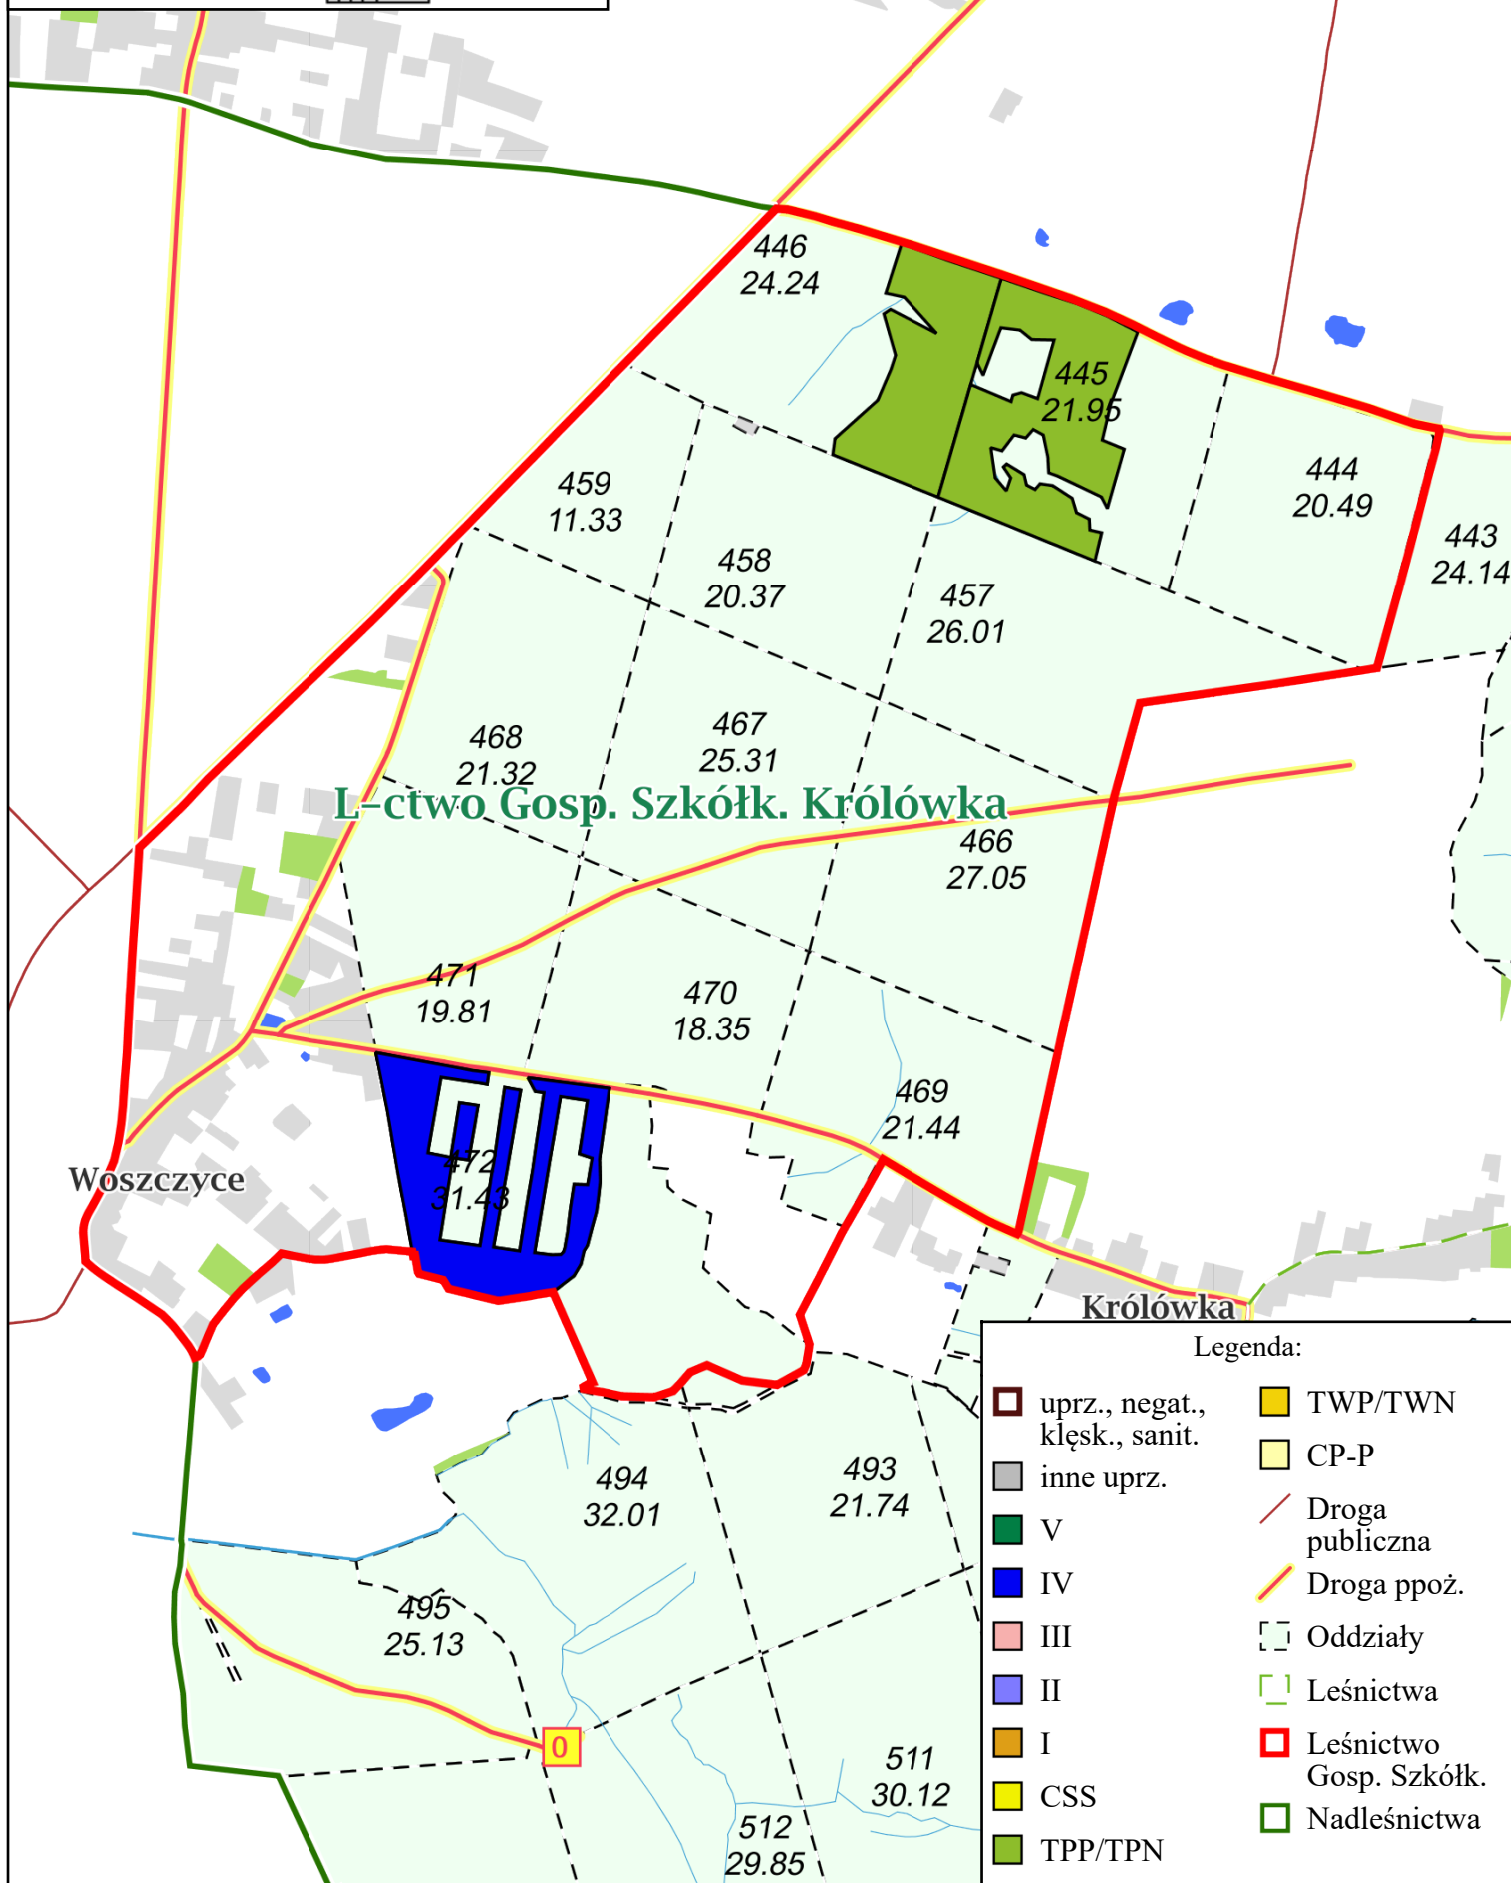 446
24.24
445
21.95
444
20.49
443
24.14
459
11.33
458
20.37
457
26.01
468
21.32
467
25.31
L-ctwo Gosp. Szkółk. Królówka
466
27.05
471
19.81
470
18.35
469
21.44
472
31.43
Woszczyce
Królówka
494
32.01
493
21.74
495
25.13
0
511
30.12
512
29.85
Legenda:
uprz., negat.,
klęsk., sanit.
inne uprz.
V
IV
III
II
I
CSS
TPP/TPN
TWP/TWN
CP-P
Droga
publiczna
Droga ppoż.
Oddziały
Leśnictwa
Leśnictwo
Gosp. Szkółk.
Nadleśnictwa